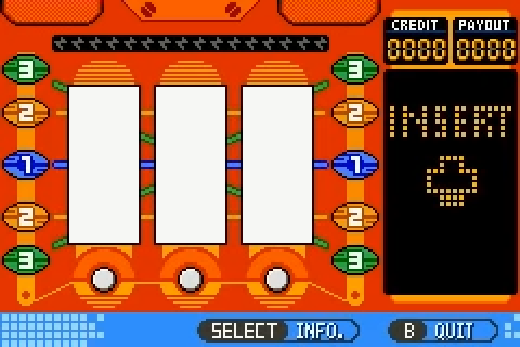 CREDIT PAYOUT
0000 0000
3 3
2 2
INSERT
1 1
2 2
3 3
SELECT INFO. B QUIT